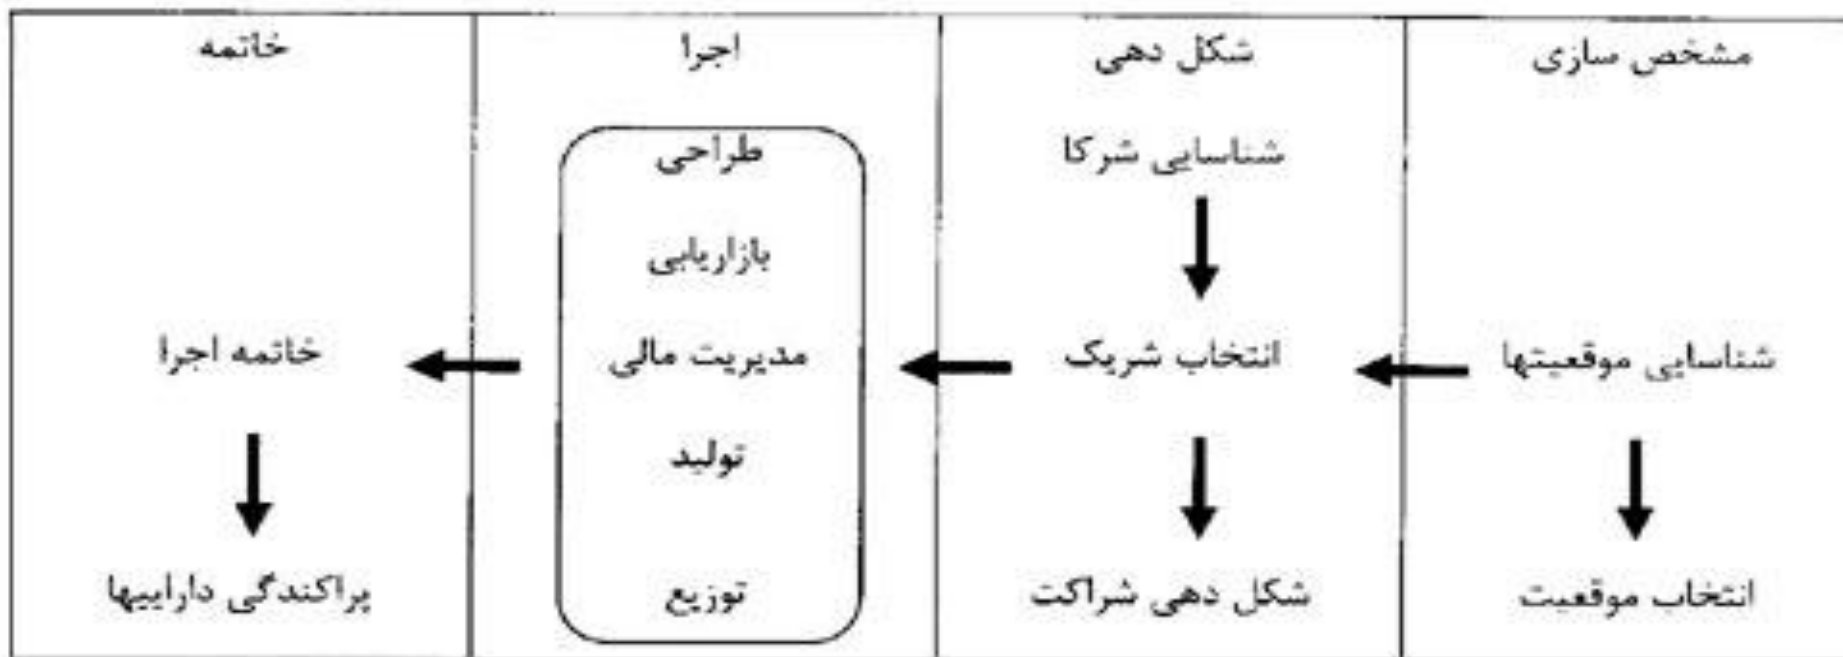 مشخص سازی
شناسایی موقعیتها
انتخاب موقعیت
شکل دهی
شناسایی شرکا
انتخاب شریک
شکل دهی شراکت
اجرا
طراحی
بازاریابی
مدیریت مالی
تولید
توزیع
خاتمه
خاتمه اجرا
پراکندگی داراییها